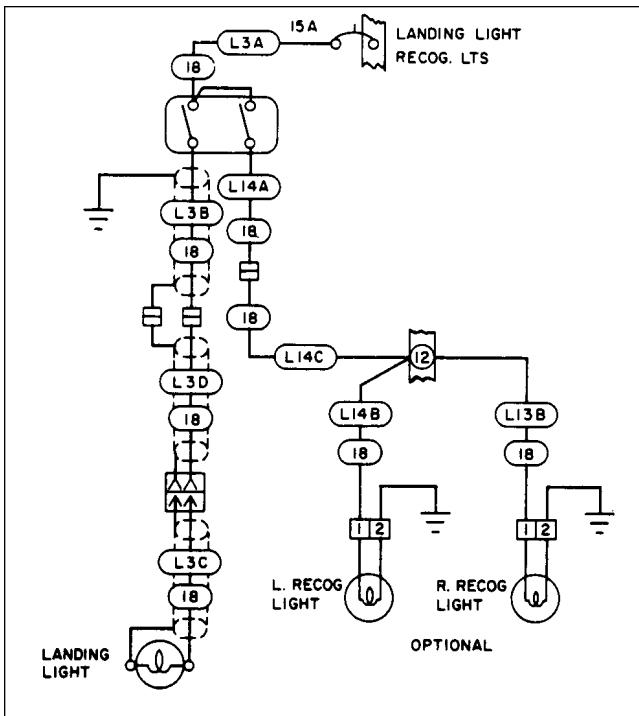 15A
LANDING LIGHT
RECOG. LTS
L3A
18
L14A
L3B
18
18
18
L14C
12
L3D
L14B
L13B
18
18
18
1 2
1 2
L3C
L. RECOG
LIGHT
R. RECOG
LIGHT
18
OPTIONAL
LANDING
LIGHT